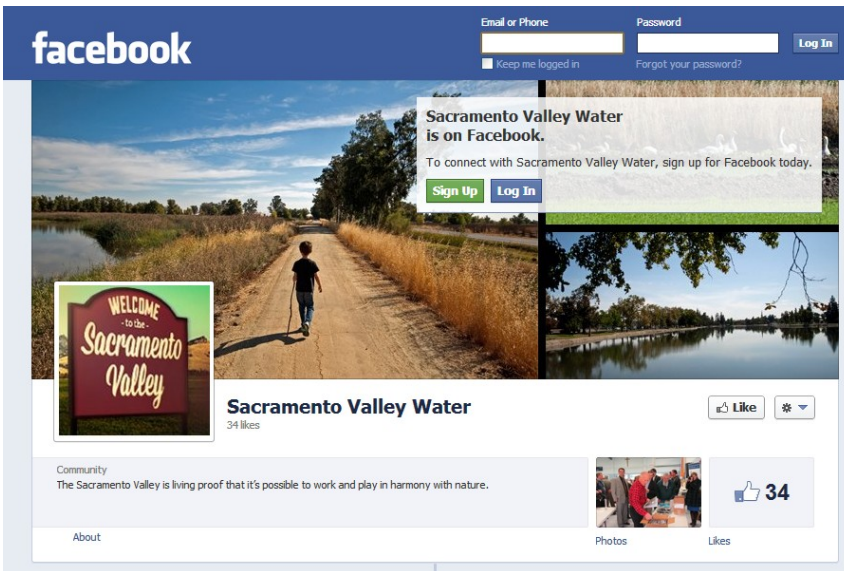 Email or Phone
Password
facebook
Log In
Keep me logged in
Forgot your password?
Sacramento Valley Water
is on Facebook.
To connect with Sacramento Valley Water, sign up for Facebook today.
Sign Up
Log In
WELCOME
- to the -
Sacramento
Valley
Sacramento Valley Water
34 likes
Like
Community
The Sacramento Valley is living proof that it's possible to work and play in harmony with nature.
34
About
Photos
Likes